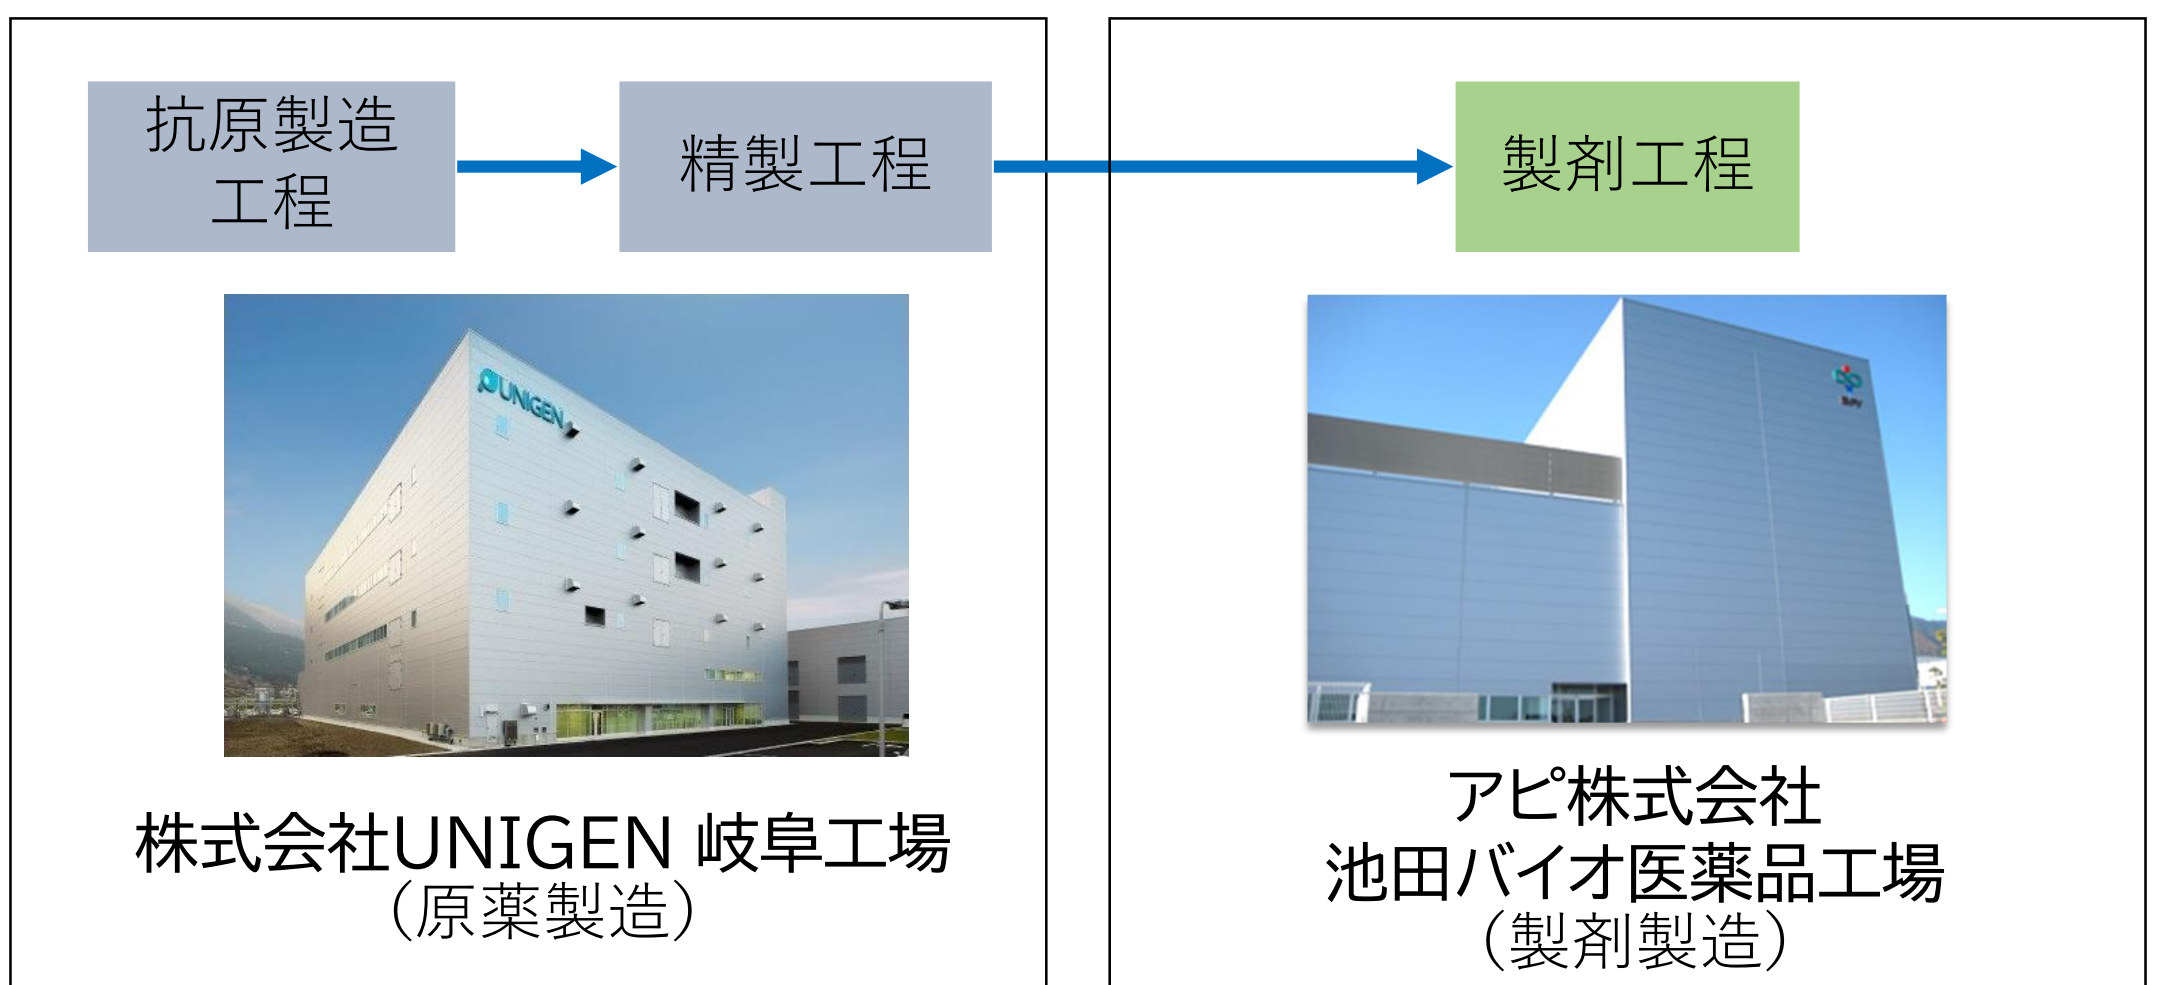 抗原製造
工程
精製工程
製剤工程
UNIGEN
株式会社UNIGEN 岐阜工場
（原薬製造）
アピ株式会社
池田バイオ医薬品工場
（製剤製造）